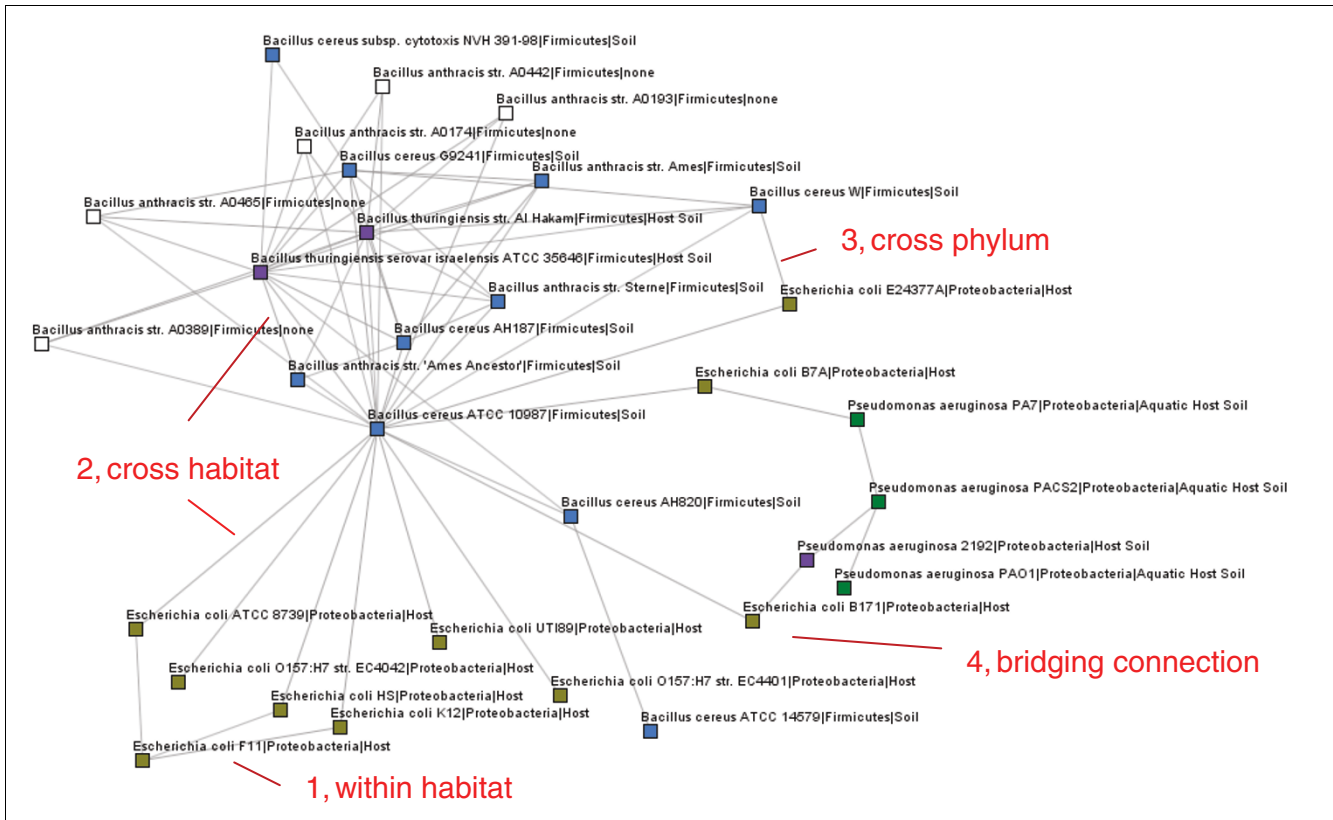 Bacillus cereus subsp. cytotoxis NVH 391-98|Firmicutes|Soil
Bacillus anthracis str. A0442|Firmicutes|none
Bacillus anthracis str. A0193|Firmicutes|none
Bacillus anthracis str. A0174|Firmicutes|none
Bacillus cereus G9241|Firmicutes|Soil
Bacillus anthracis str. Ames|Firmicutes|Soil
Bacillus cereus W|Firmicutes|Soil
Bacillus anthracis str. A0465|Firmicutes|none
Bacillus thuringiensis str. Al Hakam|Firmicutes|Host Soil
3, cross phylum
Bacillus thuringiensis serovar israelensis ATCC 35646|Firmicutes|Host Soil
Bacillus anthracis str. Sterne|Firmicutes|Soil
Escherichia coli E24377A|Proteobacteria|Host
Bacillus anthracis str. A0389|Firmicutes|none
Bacillus cereus AH187|Firmicutes|Soil
Bacillus anthracis str. 'Ames Ancestor'|Firmicutes|Soil
Escherichia coli B7A|Proteobacteria|Host
Pseudomonas aeruginosa PA7|Proteobacteria|Aquatic Host Soil
Bacillus cereus ATCC 10987|Firmicutes|Soil
2, cross habitat
Pseudomonas aeruginosa PACS2|Proteobacteria|Aquatic Host Soil
Bacillus cereus AH820|Firmicutes|Soil
Pseudomonas aeruginosa 2192|Proteobacteria|Host Soil
Pseudomonas aeruginosa PAO1|Proteobacteria|Aquatic Host Soil
Escherichia coli B171|Proteobacteria|Host
Escherichia coli ATCC 8739|Proteobacteria|Host
Escherichia coli UTI89|Proteobacteria|Host
4, bridging connection
Escherichia coli O157:H7 str. EC4042|Proteobacteria|Host
Escherichia coli O157:H7 str. EC4401|Proteobacteria|Host
Escherichia coli HS|Proteobacteria|Host
Escherichia coli K12|Proteobacteria|Host
Bacillus cereus ATCC 14579|Firmicutes|Soil
Escherichia coli F11|Proteobacteria|Host
1, within habitat